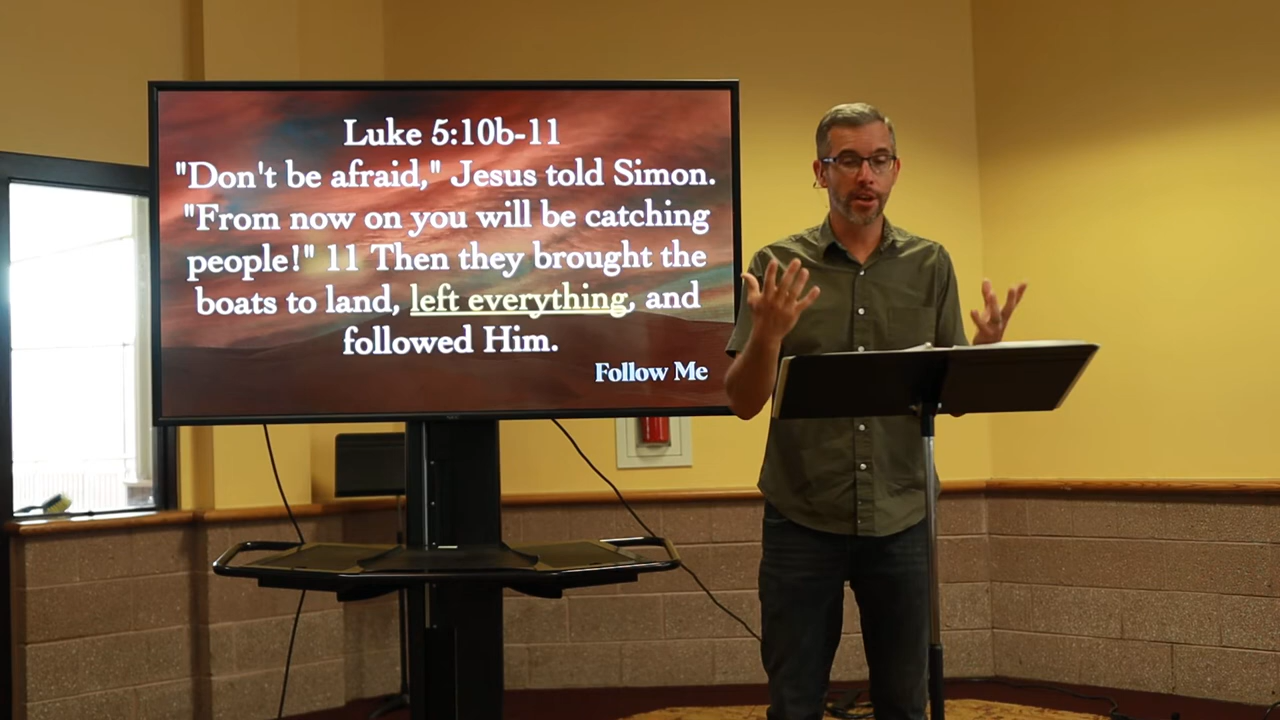 Luke 5:10b-11
"Don't be afraid," Jesus told Simon.
"From now on you will be catching
people!" 11 Then they brought the
boats to land, left everything, and
followed Him.
Follow Me